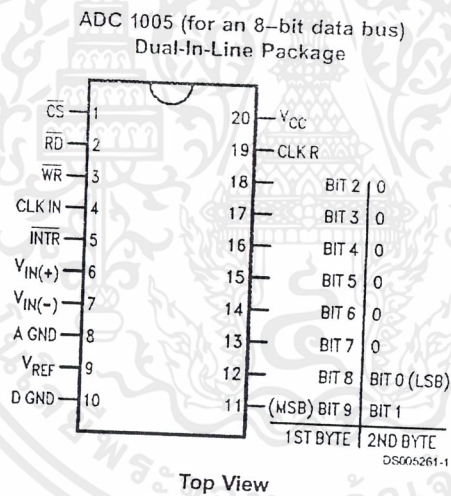 ADC 1005 (for an 8-bit data bus)
Dual-In-Line Package
C̅S̅ 1
R̅D̅ 2
W̅R̅ 3
CLK IN 4
I̅N̅T̅R̅ 5
VIN(+) 6
VIN(-) 7
A GND 8
VREF 9
D GND 10
20 VCC
19 CLK R
18 BIT 2 0
17 BIT 3 0
16 BIT 4 0
15 BIT 5 0
14 BIT 6 0
13 BIT 7 0
12 BIT 8 BIT 0 (LSB)
11 (MSB) BIT 9 BIT 1
1ST BYTE 2ND BYTE
DS005261-1
Top View